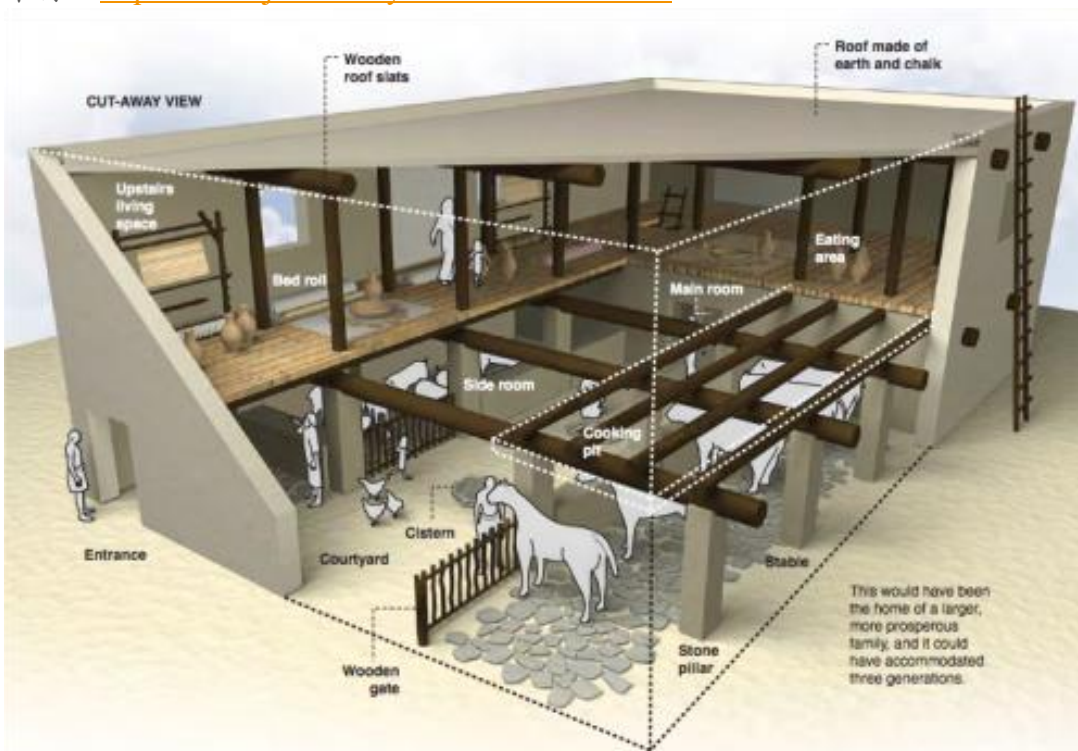 Wooden
roof slats
Roof made of
earth and chalk
CUT-AWAY VIEW
Upstairs
living
space
Bed roll
Eating
area
Main room
Side room
Cooking
pit
Cistern
Entrance
Courtyard
Stable
Wooden
gate
Stone
pillar
This would have been
the home of a larger,
more prosperous
family, and it could
have accommodated
three generations.